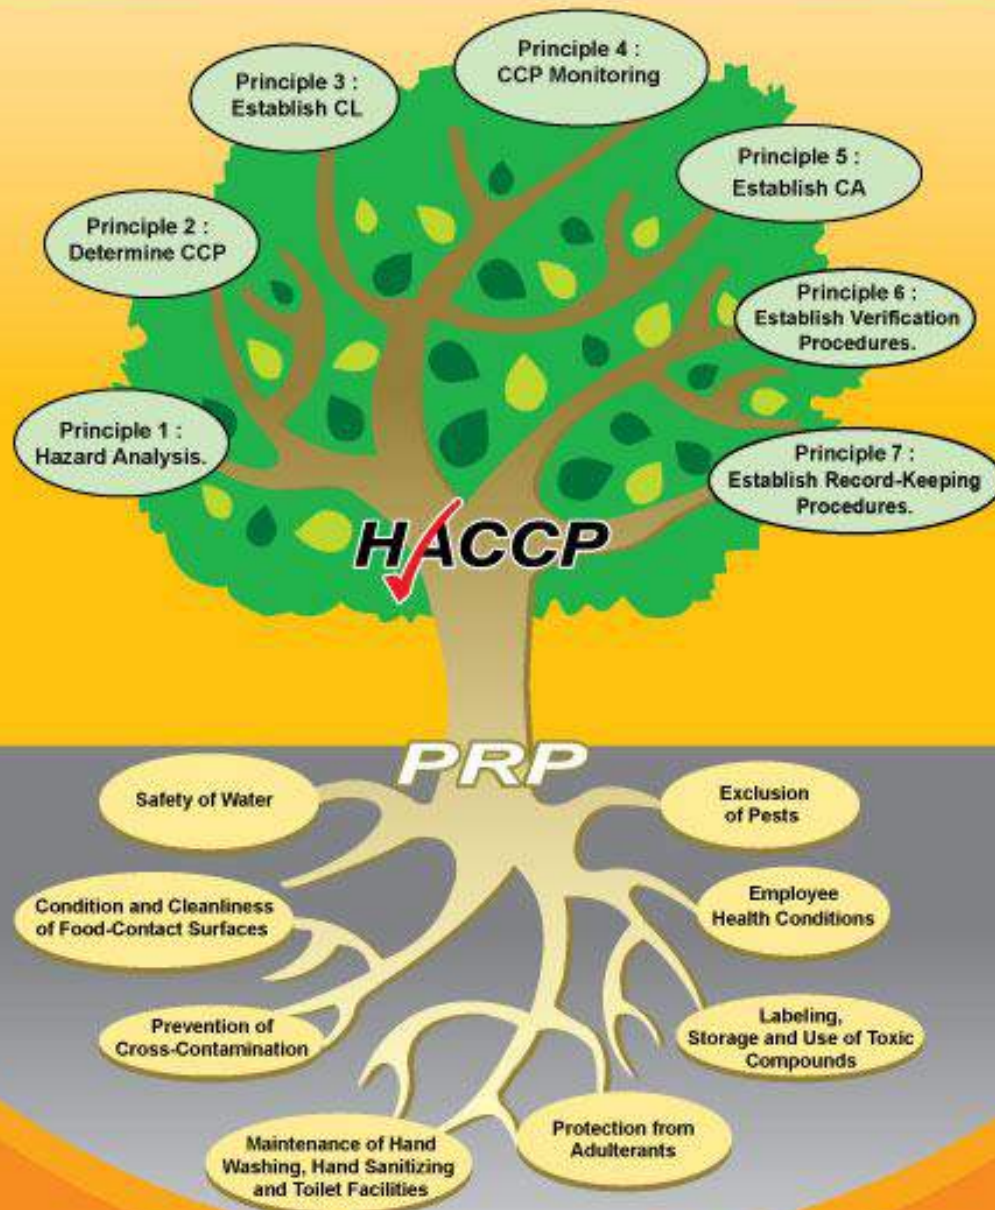 Principle 4 :
CCP Monitoring
Principle 3 :
Establish CL
Principle 5 :
Establish CA
Principle 2 :
Determine CCP
Principle 6 :
Establish Verification
Procedures.
Principle 1 :
Hazard Analysis.
Principle 7 :
Establish Record-Keeping
Procedures.
HACCP
PRP
Safety of Water
Exclusion
of Pests
Condition and Cleanliness
of Food-Contact Surfaces
Employee
Health Conditions
Prevention of
Cross-Contamination
Labeling,
Storage and Use of Toxic
Compounds
Maintenance of Hand
Washing, Hand Sanitizing
and Toilet Facilities
Protection from
Adulterants